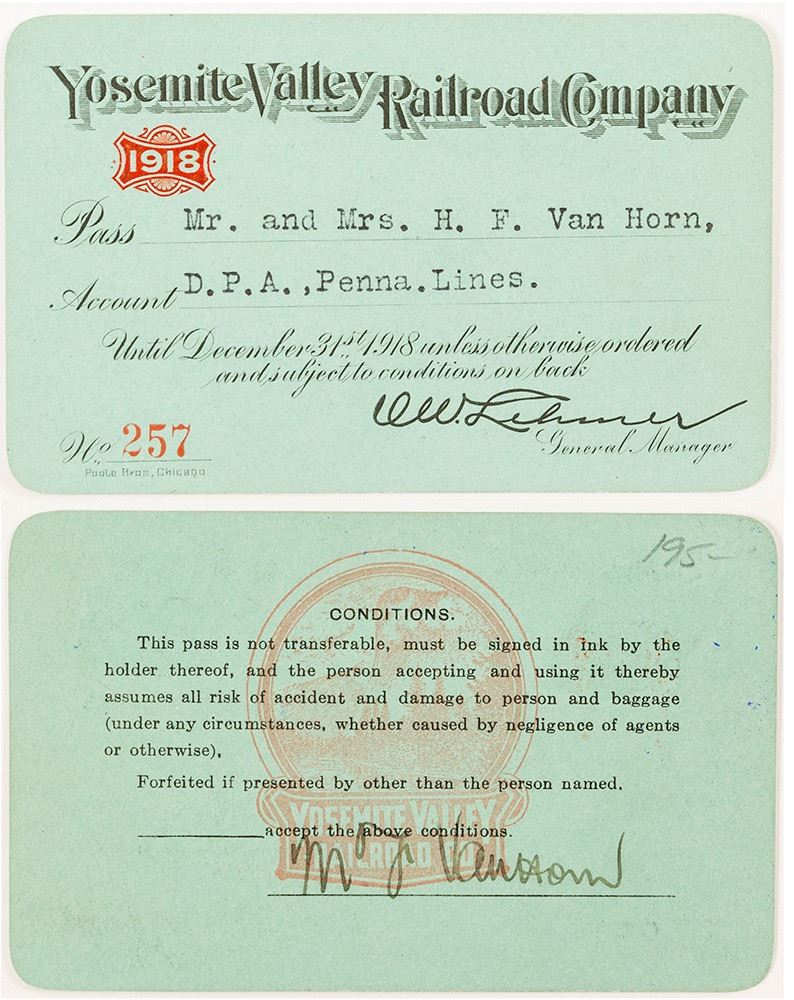 Yosemite Valley Railroad Company
1918
Pass Mr. and Mrs. H. F. Van Horn,
Account D.P.A.,Penna.Lines.
Until December 31st 1918 unless otherwise ordered
and subject to conditions on back
O W. Lehmer
General Manager
No. 257
Poole Bros, Chicago
195-
CONDITIONS.
This pass is not transferable, must be signed in ink by the
holder thereof, and the person accepting and using it thereby
assumes all risk of accident and damage to person and baggage
(under any circumstances, whether caused by negligence of agents
or otherwise).
Forfeited if presented by other than the person named.
YOSEMITE VALLEY
accept the above conditions.
RAILROAD COM'Y
Van Horn